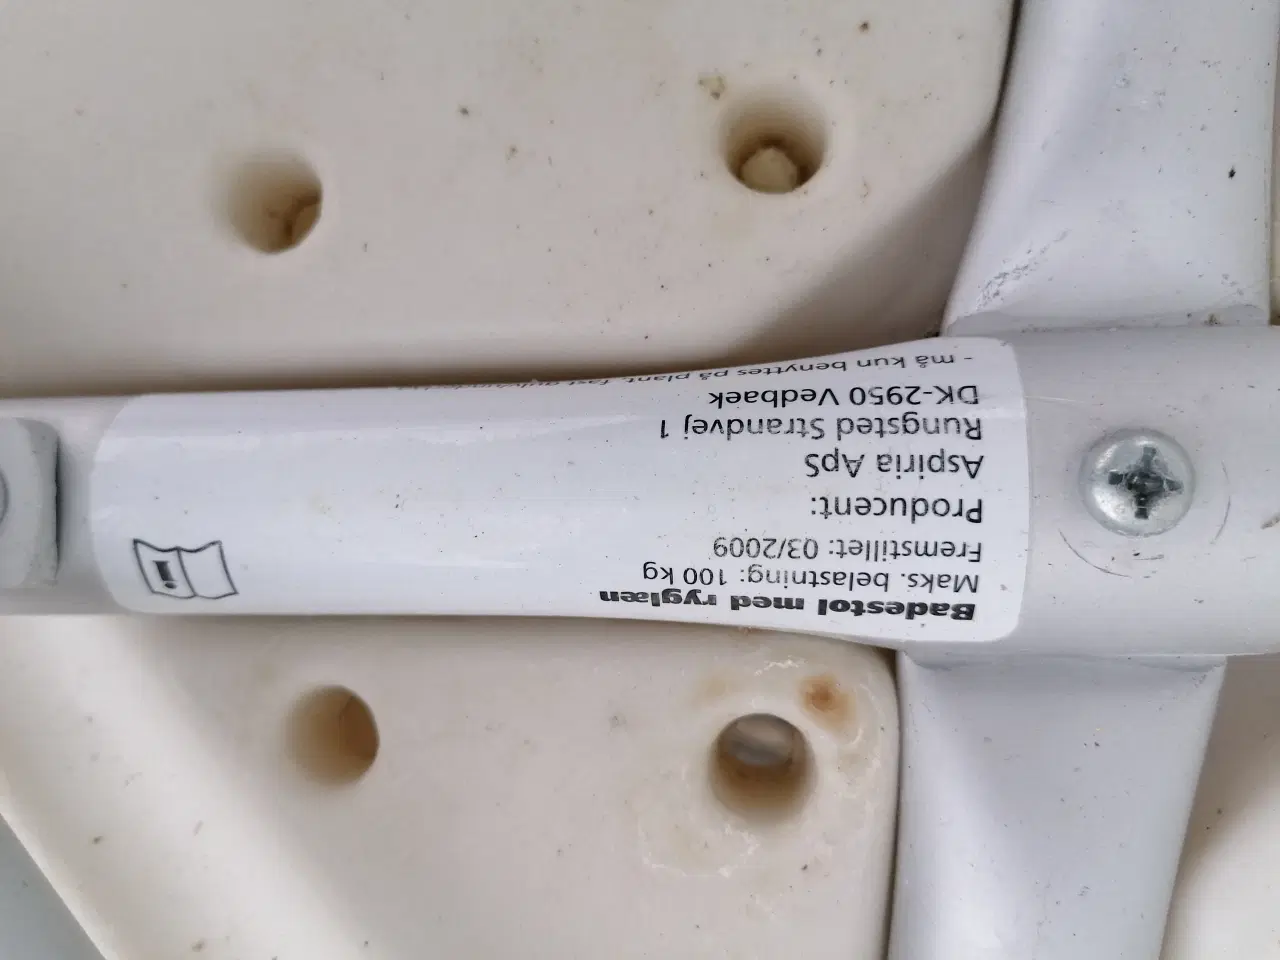 Badestol med ryglæn
Maks. belastning: 100 kg
Fremstillet: 03/2009
Producent:
Aspiria ApS
Rungsted Strandvej 1
DK-2950 Vedbaek
- må kun benyttes på plant, fast
i